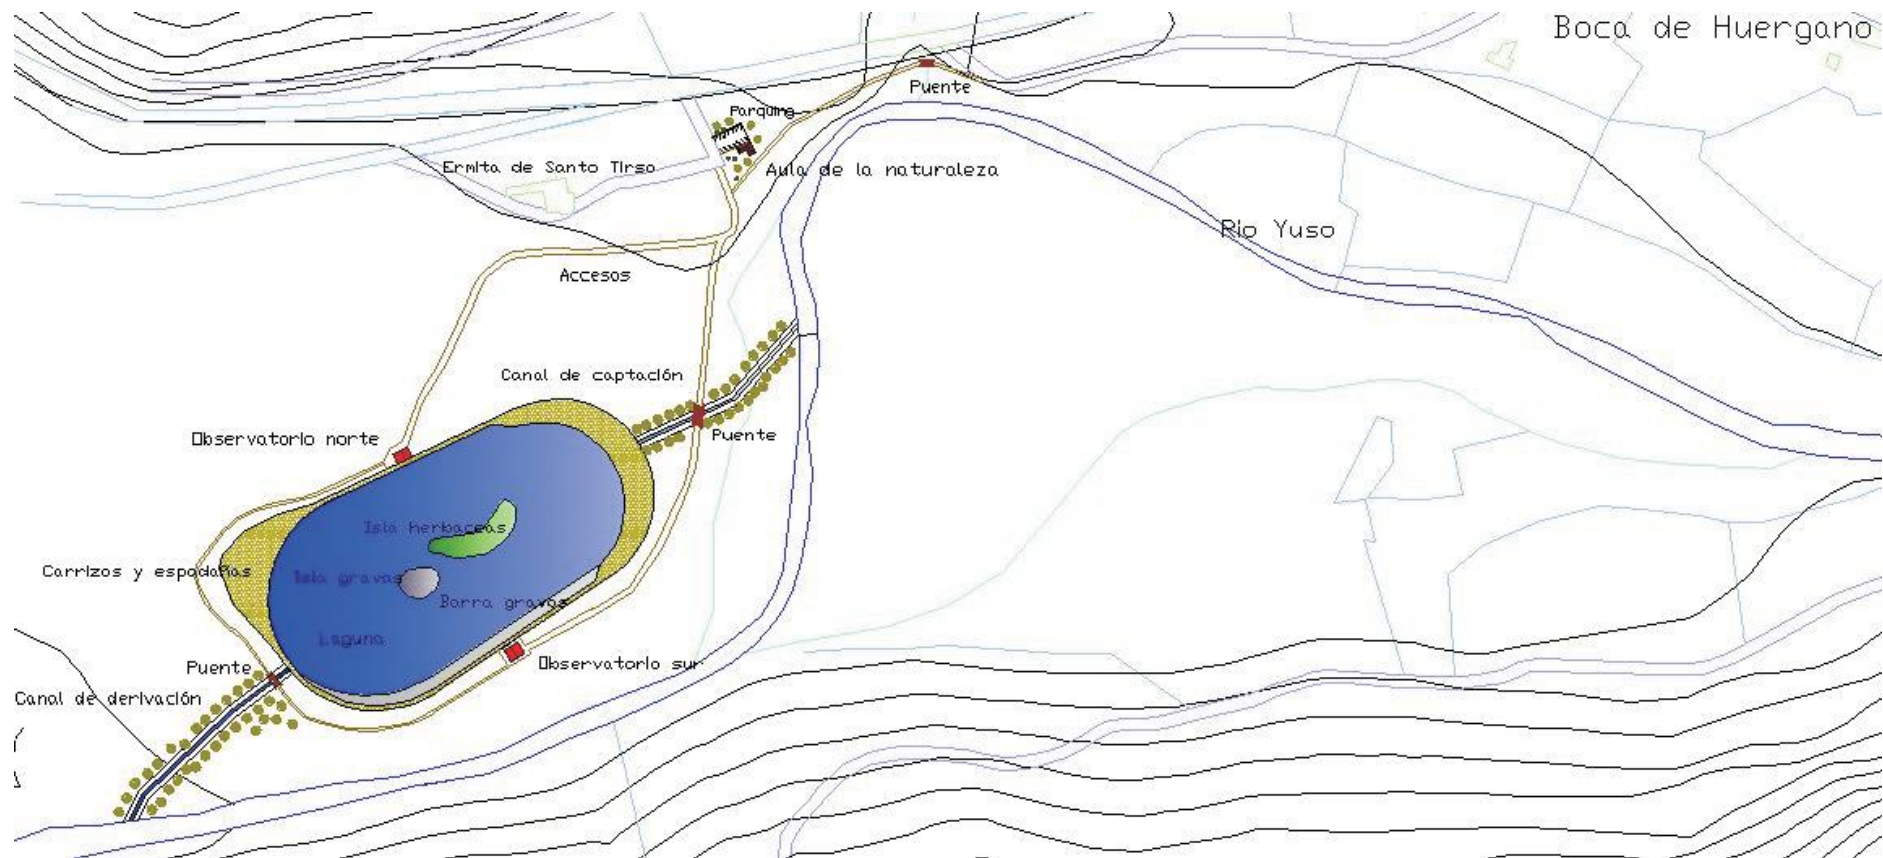 Boca de Huergano
Puente
Parquing
Ermita de Santo Tirso
Aula de la naturaleza
Rio Yuso
Accesos
Canal de captación
Observatorio norte
Puente
Isla herbaceas
Carrizos y espadañas
Isla gravas
Barra gravas
Laguna
Puente
Observatorio sur
Canal de derivación